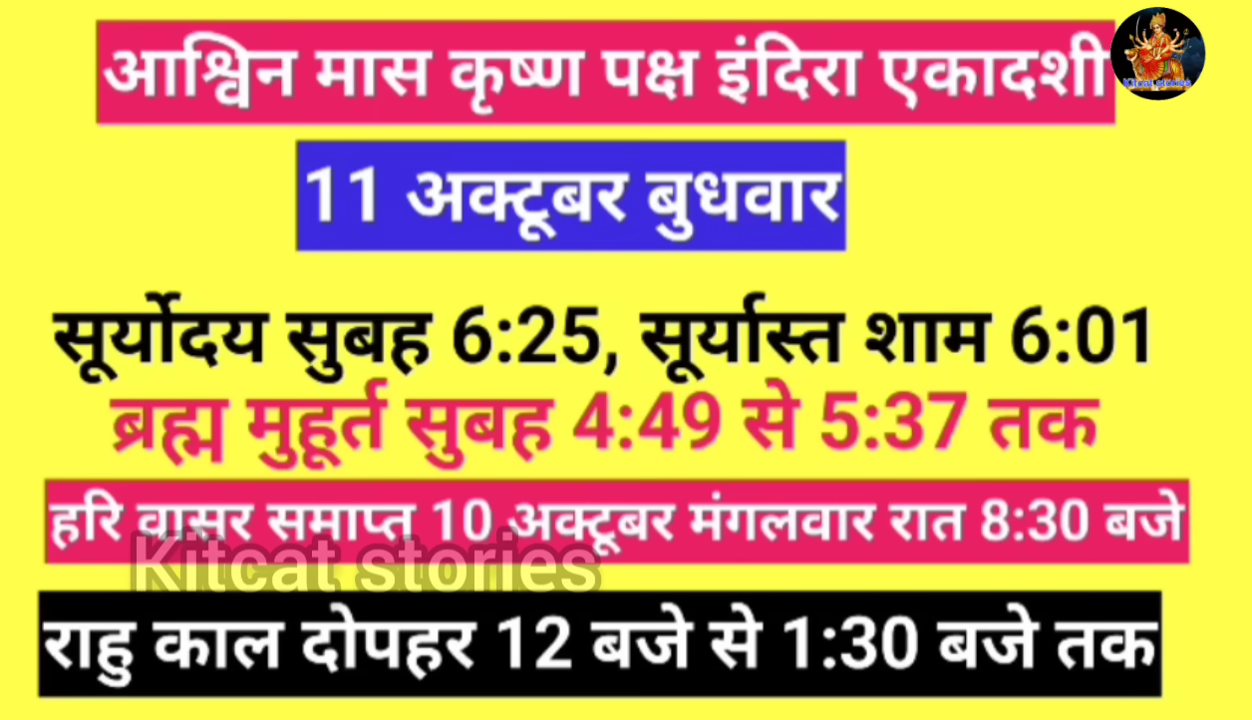 आश्विन मास कृष्ण पक्ष इंदिरा एकादशी
Kitcat stories
11 अक्टूबर बुधवार
सूर्योदय सुबह 6:25, सूर्यास्त शाम 6:01
ब्रह्म मुहूर्त सुबह 4:49 से 5:37 तक
हरि वासर समाप्त 10 अक्टूबर मंगलवार रात 8:30 बजे
Kitcat stories
राहु काल दोपहर 12 बजे से 1:30 बजे तक